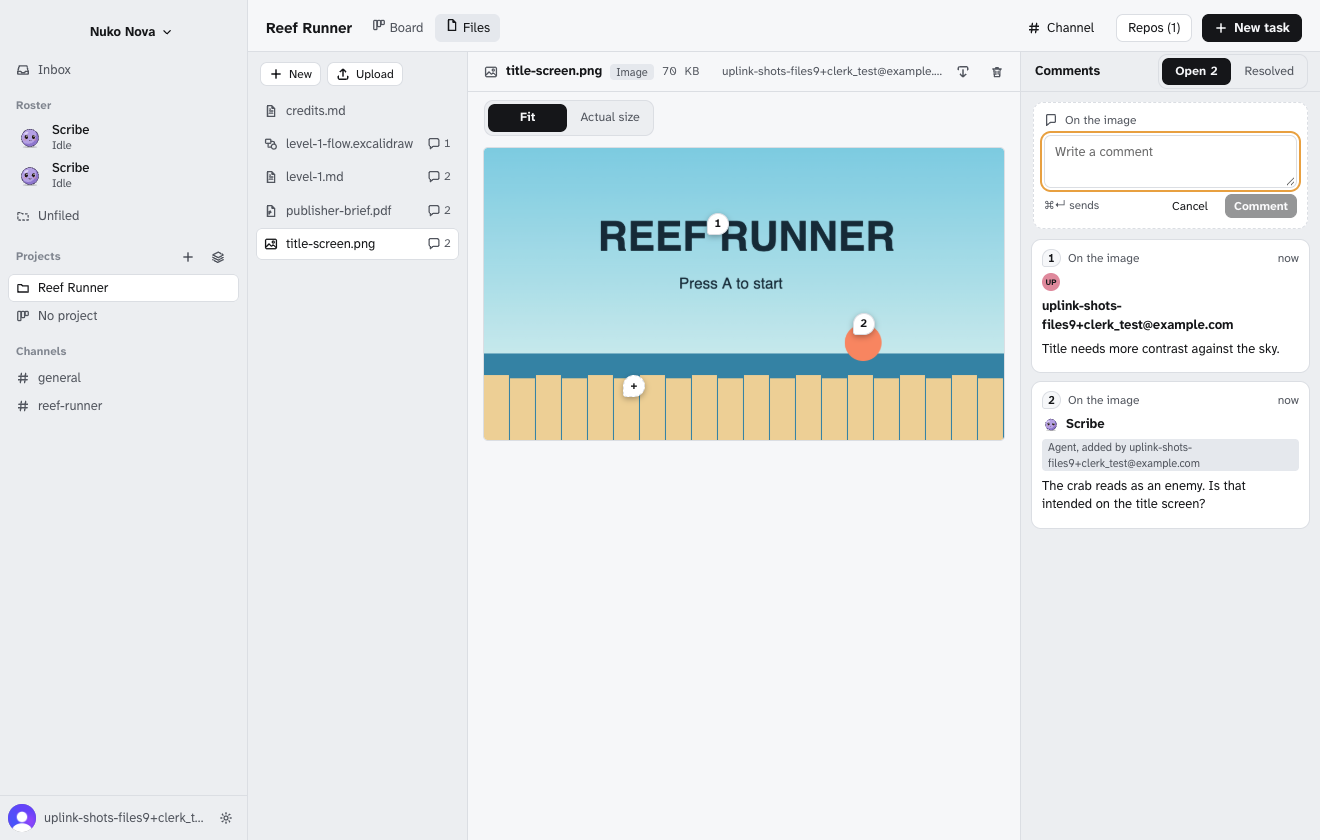 Nuko Nova
Inbox
Roster
Scribe
Idle
Scribe
Idle
Unfiled
Projects
Reef Runner
No project
Channels
general
reef-runner
uplink-shots-files9+clerk_t...
Reef Runner
Board
Files
Channel
Repos (1)
New task
New
Upload
credits.md
level-1-flow.excalidraw
1
level-1.md
2
publisher-brief.pdf
2
title-screen.png
2
title-screen.png
Image
70 KB
uplink-shots-files9+clerk_test@example....
Fit
Actual size
REEF RUNNER
1
Press A to start
2
+
Comments
Open 2
Resolved
On the image
Write a comment
⌘↵ sends
Cancel
Comment
1
On the image
now
UP
uplink-shots-
files9+clerk_test@example.com
Title needs more contrast against the sky.
2
On the image
now
Scribe
Agent, added by uplink-shots-
files9+clerk_test@example.com
The crab reads as an enemy. Is that
intended on the title screen?